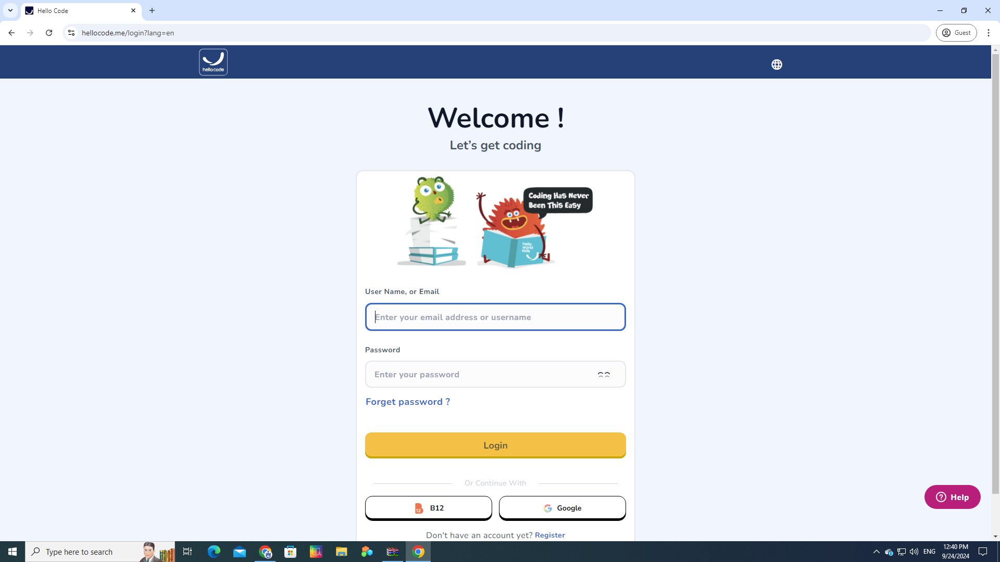 Hello Code
hellocode.me/login?lang=en
Guest
hello code
Welcome !
Let’s get coding
Coding Has Never
Been This Easy
hello
world
kids
User Name, or Email
Enter your email address or username
Password
Enter your password
Forget password ?
Login
Or Continue With
12 B12
Google
Don't have an account yet? Register
Help
Type here to search
ENG
12:40 PM
9/24/2024